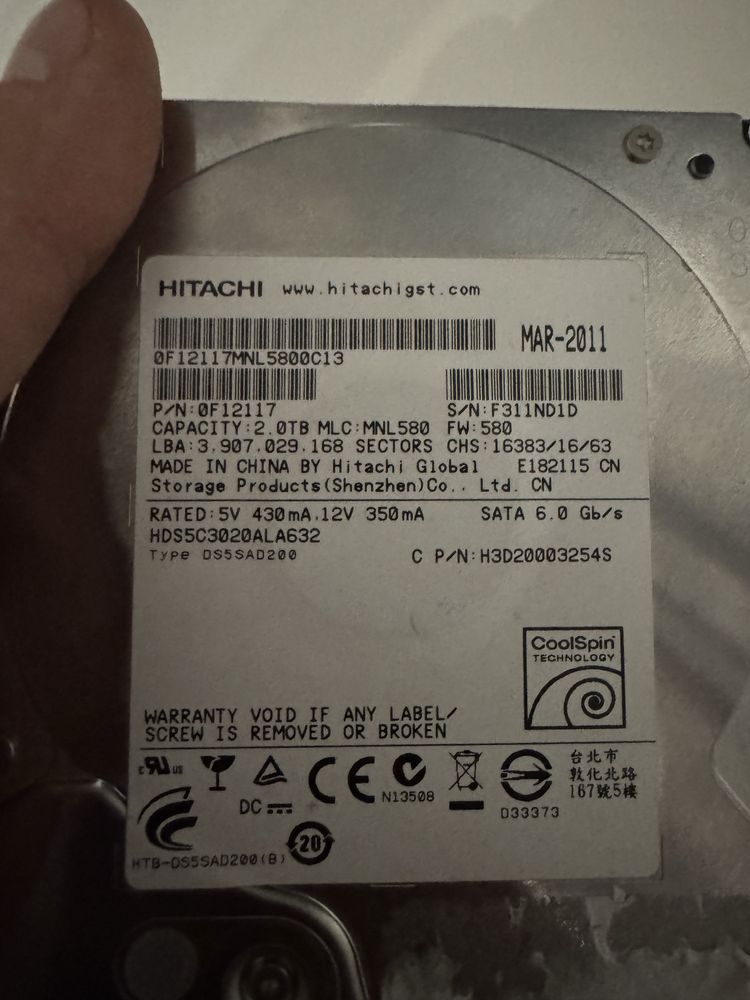 HITACHI www.hitachigst.com
MAR-2011
0F12117MNL5800C13
P/N:0F12117 S/N:F311ND1D
CAPACITY:2.0TB MLC:MNL580 FW:580
LBA:3,907,029,168 SECTORS CHS:16383/16/63
MADE IN CHINA BY Hitachi Global E182115 CN
Storage Products(Shenzhen)Co., Ltd. CN
RATED:5V 430mA,12V 350mA SATA 6.0 Gb/s
HDS5C3020ALA632
Type DS5SAD200 C P/N:H3D20003254S
CoolSpin™
TECHNOLOGY
WARRANTY VOID IF ANY LABEL/
SCREW IS REMOVED OR BROKEN
c RU us
CE
N13508
D33373
台北市
敦化北路
167號5樓
DC
20
HTB-DS5SAD200(B)